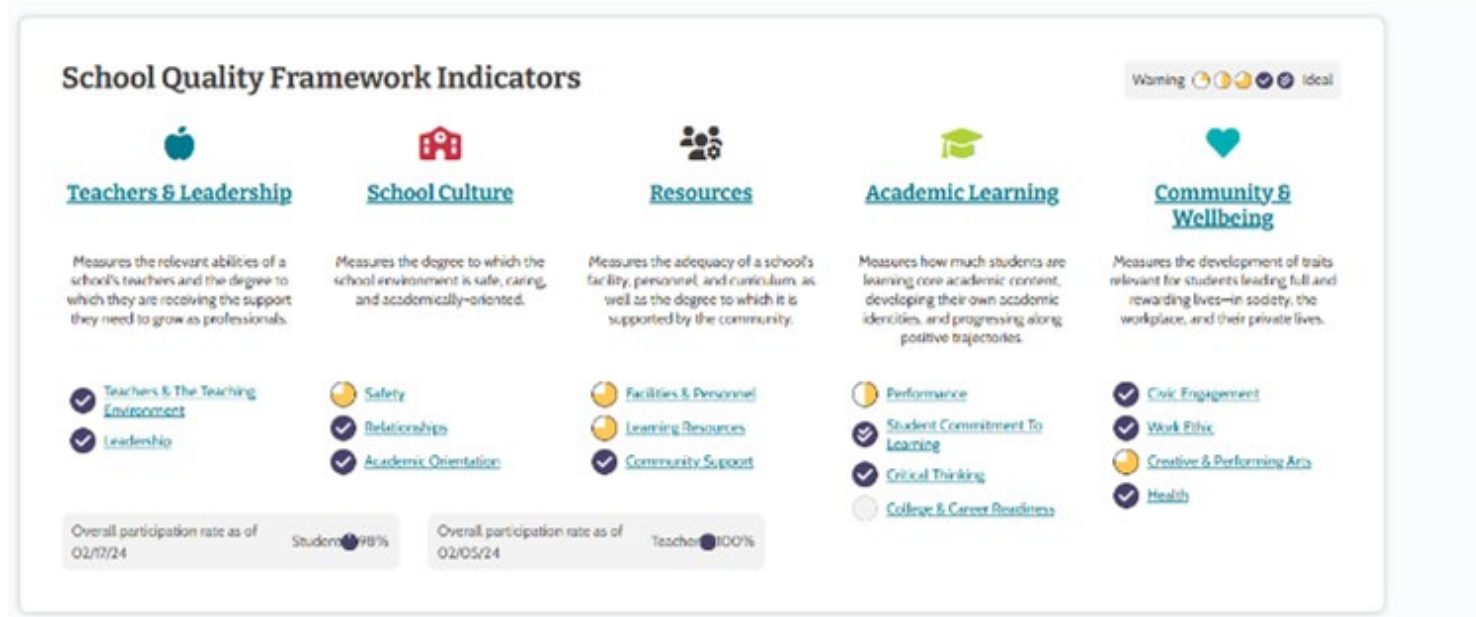 School Quality Framework Indicators
Warning Ideal
Teachers & Leadership
Measures the relevant abilities of a
school's teachers and the degree to
which they are receiving the support
they need to grow as professionals.
Teachers & The Teaching
Environment
Leadership
School Culture
Measures the degree to which the
school environment is safe, caring,
and academically-oriented.
Safety
Relationships
Academic Orientation
Resources
Measures the adequacy of a school's
facility, personnel, and curriculum, as
well as the degree to which it is
supported by the community.
Facilities & Personnel
Learning Resources
Community Support
Academic Learning
Measures how much students are
learning core academic content,
developing their own academic
identities, and progressing along
positive trajectories.
Performance
Student Commitment To
Learning
Critical Thinking
College & Career Readiness
Community &
Wellbeing
Measures the development of traits
relevant for students leading full and
rewarding lives—in society, the
workplace, and their private lives.
Civic Engagement
Work Ethic
Creative & Performing Arts
Health
Overall participation rate as of
02/17/24
Student 98%
Overall participation rate as of
02/05/24
Teacher 100%